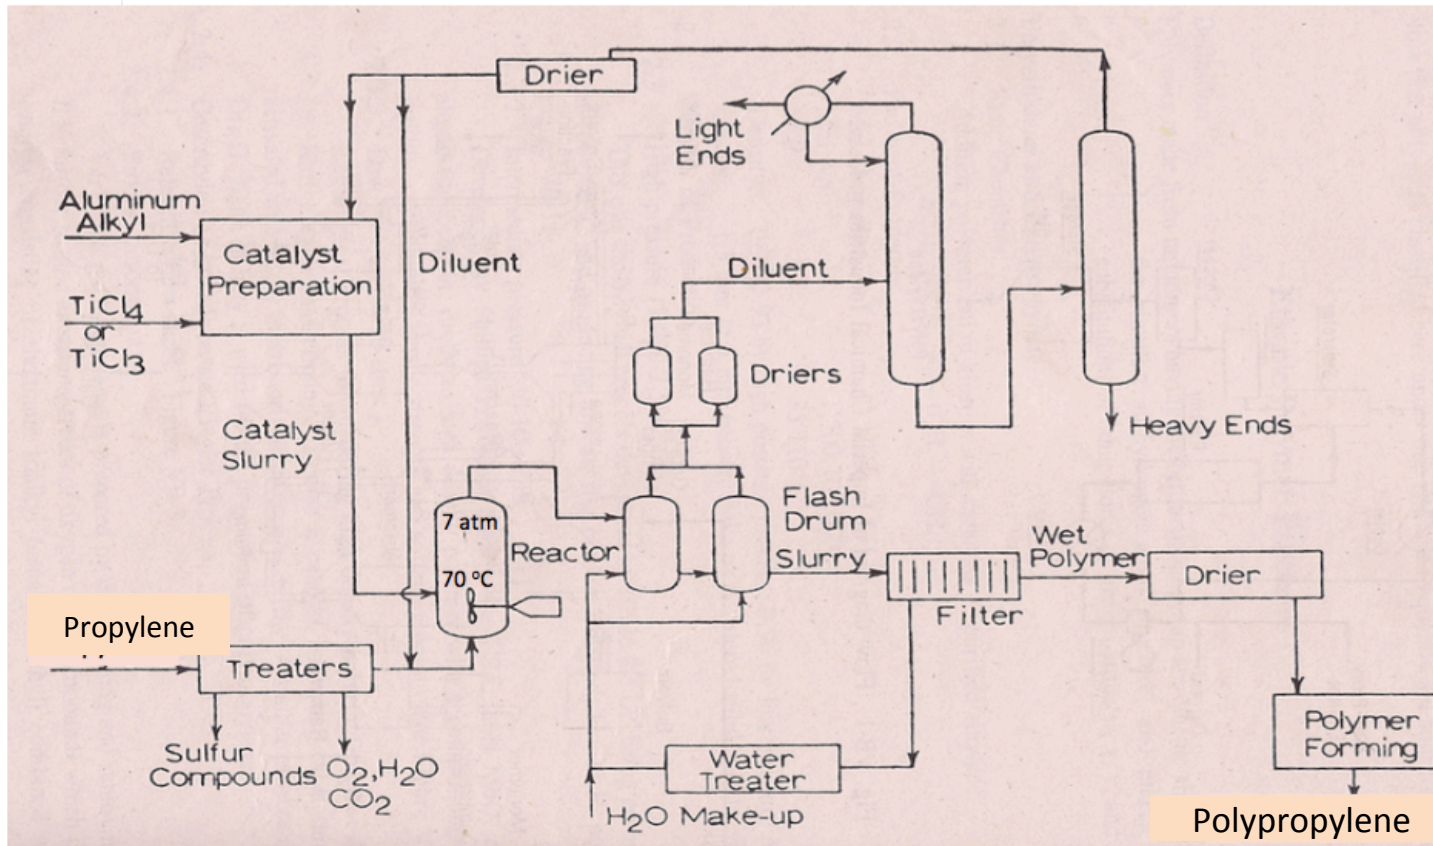 Drier
Light
Ends
Aluminum
Alkyl
Catalyst
Preparation
Diluent
TiCl4
or
TiCl3
Diluent
Driers
Heavy Ends
Catalyst
Slurry
7 atm
70 ºC
Reactor
Flash
Drum
Slurry
Wet
Polymer
Drier
Filter
Propylene
Treaters
Sulfur
Compounds
O2,H2O
CO2
Water
Treater
H2O Make-up
Polymer
Forming
Polypropylene